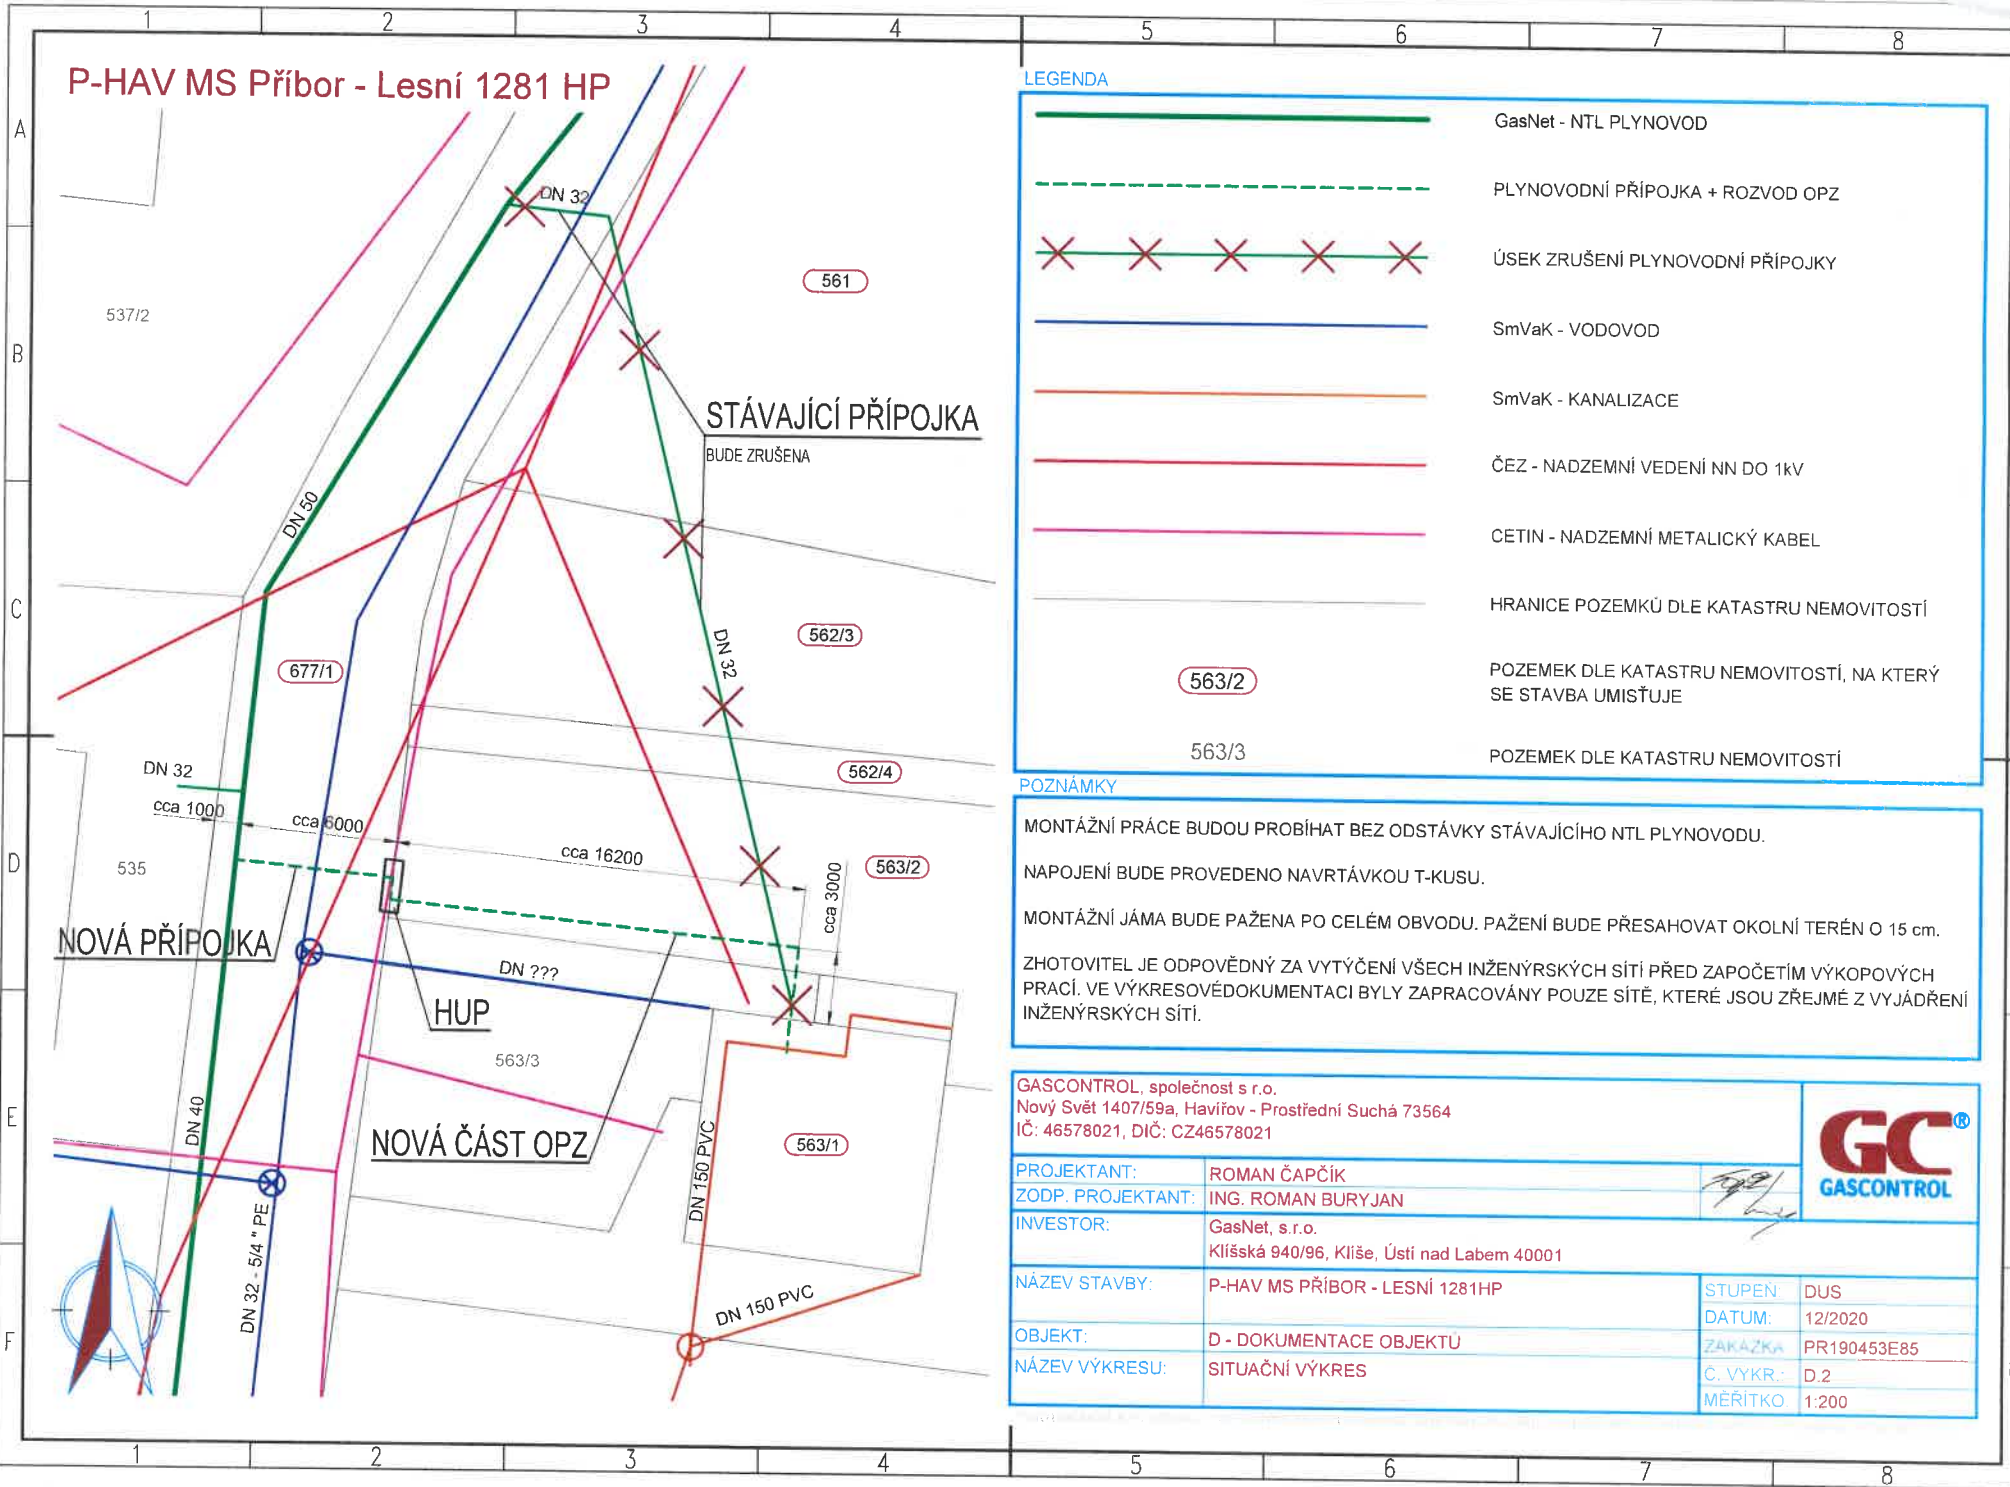 1 2 3 4 5 6 7 8
A
B
C
D
E
F
P-HAV MS Příbor - Lesní 1281 HP
DN 32
561
537/2
STÁVAJÍCÍ PŘÍPOJKA
BUDE ZRUŠENA
DN 50
562/3
DN 32
677/1
DN 32
562/4
cca 1000
cca 6000
cca 16200
563/2
cca 3000
535
NOVÁ PŘÍPOJKA
DN ???
HUP
563/3
DN 40
NOVÁ ČÁST OPZ
563/1
DN 150 PVC
DN 32 - 5/4 " PE
DN 150 PVC
LEGENDA
GasNet - NTL PLYNOVOD
PLYNOVODNÍ PŘÍPOJKA + ROZVOD OPZ
ÚSEK ZRUŠENÍ PLYNOVODNÍ PŘÍPOJKY
SmVaK - VODOVOD
SmVaK - KANALIZACE
ČEZ - NADZEMNÍ VEDENÍ NN DO 1kV
CETIN - NADZEMNÍ METALICKÝ KABEL
HRANICE POZEMKŮ DLE KATASTRU NEMOVITOSTÍ
563/2
POZEMEK DLE KATASTRU NEMOVITOSTÍ, NA KTERÝ
SE STAVBA UMISŤUJE
563/3
POZEMEK DLE KATASTRU NEMOVITOSTÍ
POZNÁMKY
MONTÁŽNÍ PRÁCE BUDOU PROBÍHAT BEZ ODSTÁVKY STÁVAJÍCÍHO NTL PLYNOVODU.
NAPOJENÍ BUDE PROVEDENO NAVRTÁVKOU T-KUSU.
MONTÁŽNÍ JÁMA BUDE PAŽENA PO CELÉM OBVODU. PAŽENÍ BUDE PŘESAHOVAT OKOLNÍ TERÉN O 15 cm.
ZHOTOVITEL JE ODPOVĚDNÝ ZA VYTÝČENÍ VŠECH INŽENÝRSKÝCH SÍTÍ PŘED ZAPOČETÍM VÝKOPOVÝCH
PRACÍ. VE VÝKRESOVÉDOKUMENTACI BYLY ZAPRACOVÁNY POUZE SÍTĚ, KTERÉ JSOU ZŘEJMÉ Z VYJÁDŘENÍ
INŽENÝRSKÝCH SÍTÍ.
GASCONTROL, společnost s r.o.
Nový Svět 1407/59a, Havířov - Prostřední Suchá 73564
IČ: 46578021, DIČ: CZ46578021
GC®
GASCONTROL
PROJEKTANT: ROMAN ČAPČÍK
ZODP. PROJEKTANT: ING. ROMAN BURYJAN
INVESTOR: GasNet, s.r.o.
Klíšská 940/96, Klíše, Ústí nad Labem 40001
NÁZEV STAVBY: P-HAV MS PŘÍBOR - LESNÍ 1281HP
STUPEŇ: DUS
DATUM: 12/2020
OBJEKT: D - DOKUMENTACE OBJEKTŮ
ZAKÁZKA PR190453E85
NÁZEV VÝKRESU: SITUAČNÍ VÝKRES
Č. VÝKR.: D.2
MĚŘÍTKO 1:200
1 2 3 4 5 6 7 8